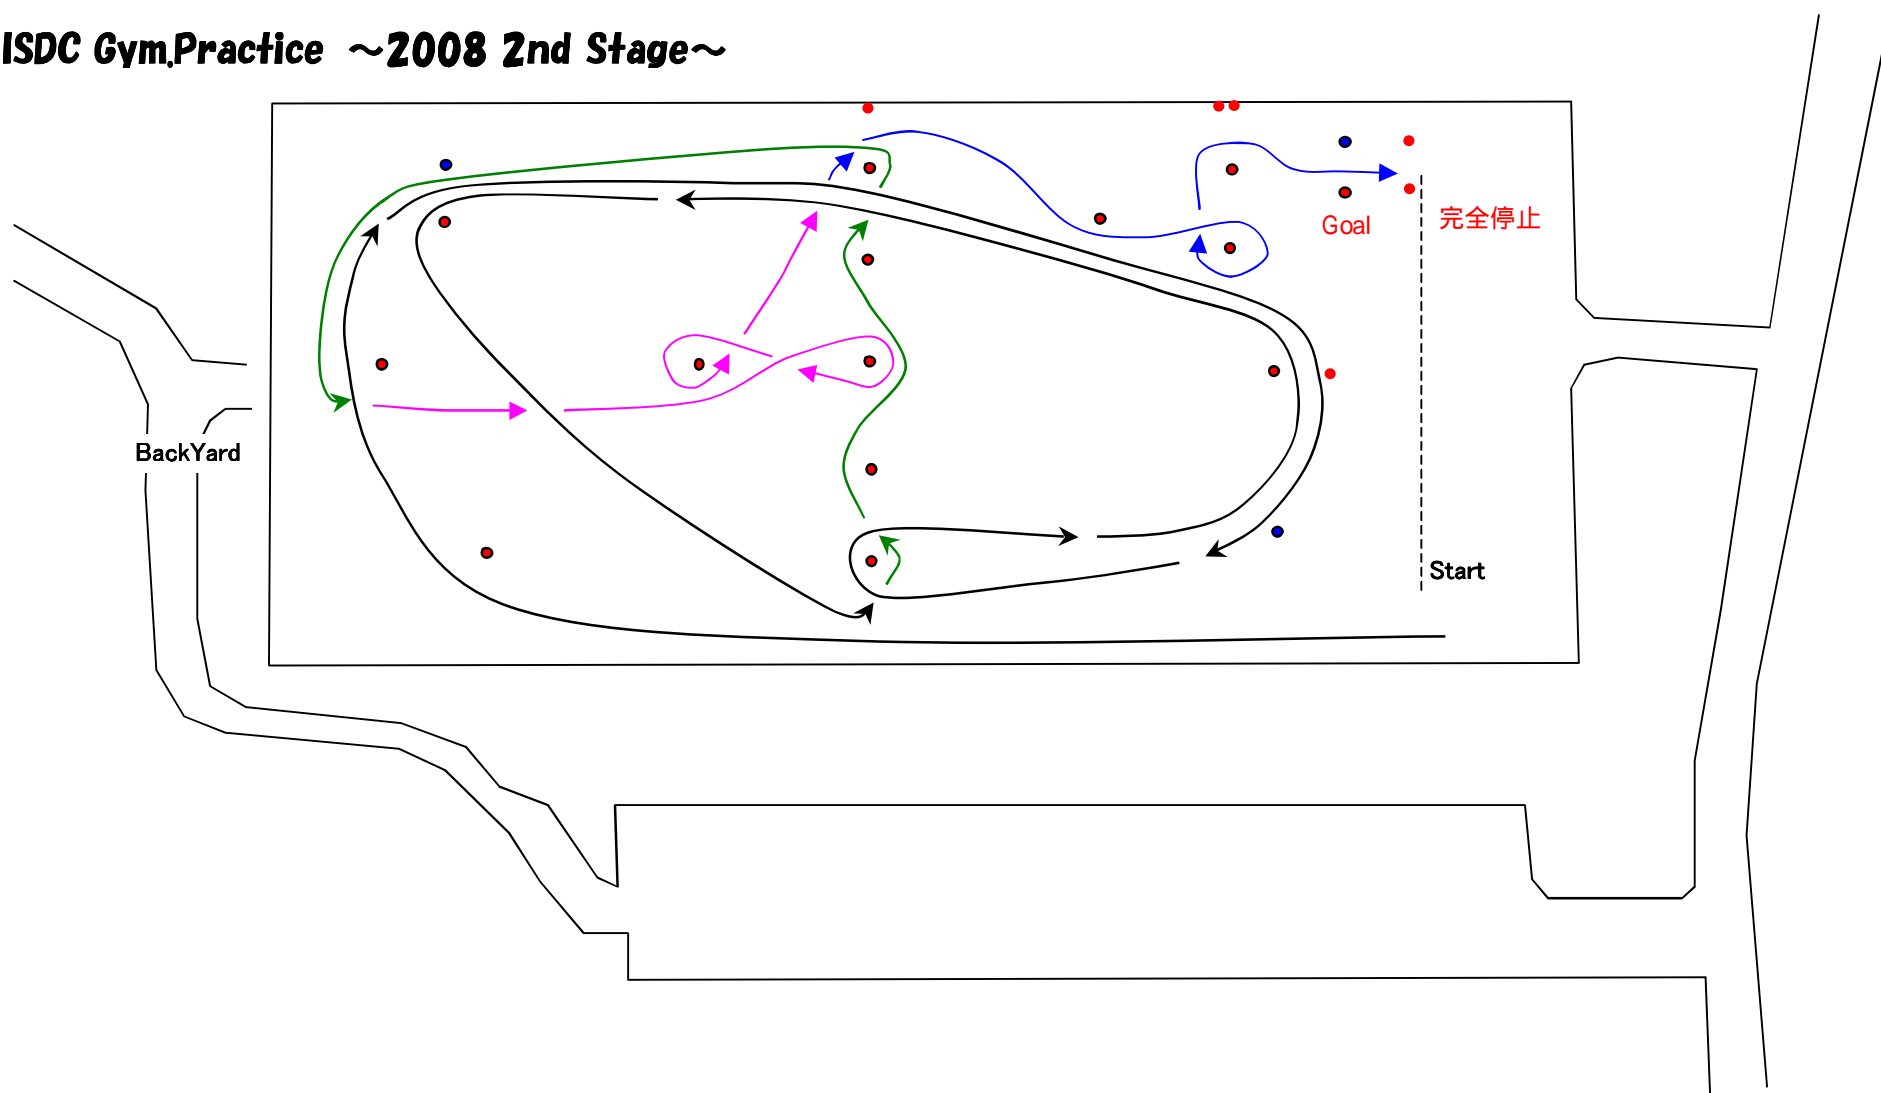 ISDC Gym.Practice ～2008 2nd Stage～
Goal
完全停止
BackYard
Start